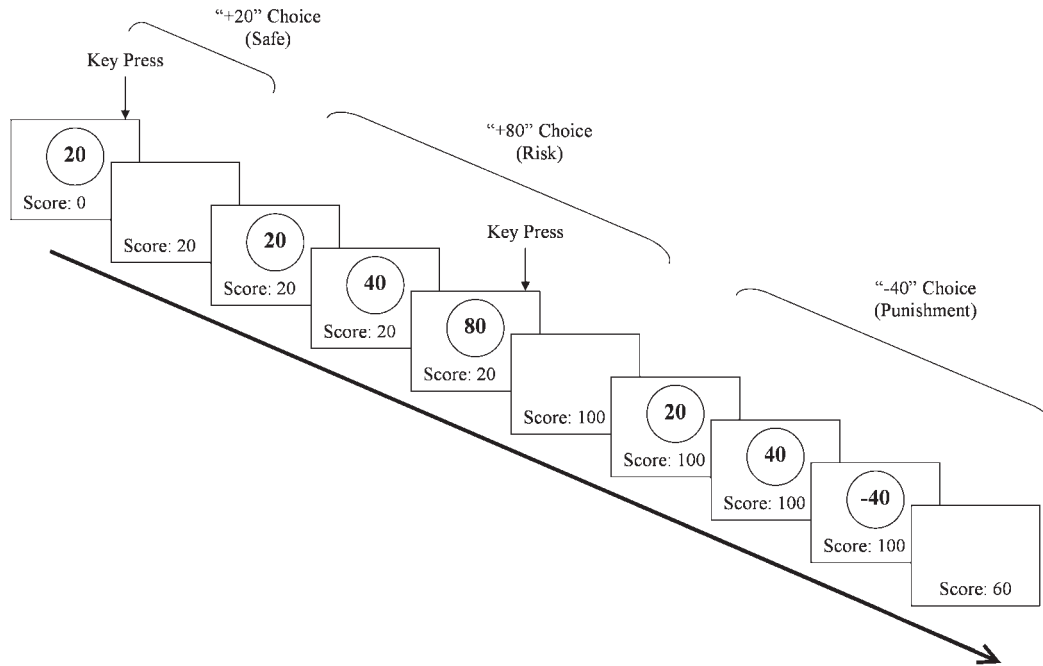 “+20” Choice
(Safe)
Key Press
“+80” Choice
(Risk)
Key Press
“-40” Choice
(Punishment)
20
Score: 0
Score: 20
20
Score: 20
40
Score: 20
80
Score: 20
Score: 100
20
Score: 100
40
Score: 100
-40
Score: 100
Score: 60